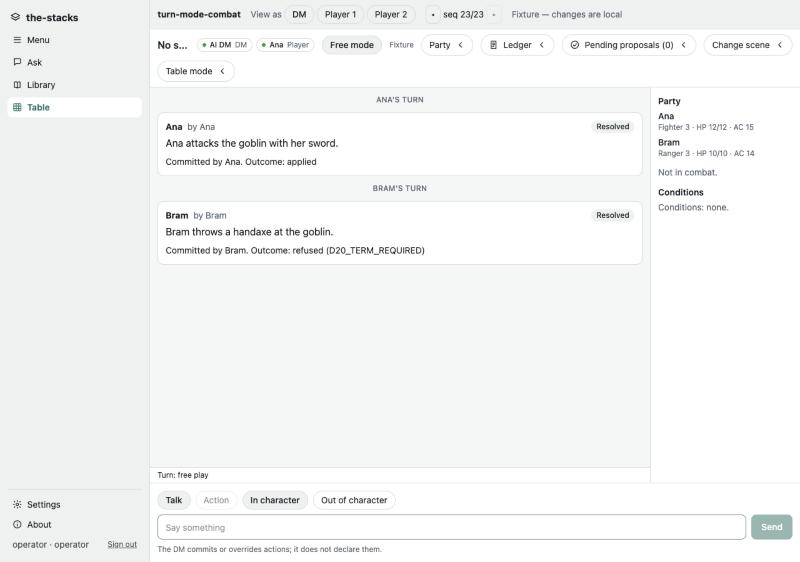 the-stacks
Menu
Ask
Library
Table
Settings
About
operator · operator Sign out
turn-mode-combat View as DM Player 1 Player 2 seq 23/23 Fixture — changes are local
No s... AI DM DM Ana Player Free mode Fixture Party Ledger Pending proposals (0) Change scene
Table mode
ANA'S TURN
Ana by Ana Resolved
Ana attacks the goblin with her sword.
Committed by Ana. Outcome: applied
BRAM'S TURN
Bram by Bram Resolved
Bram throws a handaxe at the goblin.
Committed by Bram. Outcome: refused (D20_TERM_REQUIRED)
Turn: free play
Party
Ana
Fighter 3 · HP 12/12 · AC 15
Bram
Ranger 3 · HP 10/10 · AC 14
Not in combat.
Conditions
Conditions: none.
Talk Action In character Out of character
Say something Send
The DM commits or overrides actions; it does not declare them.